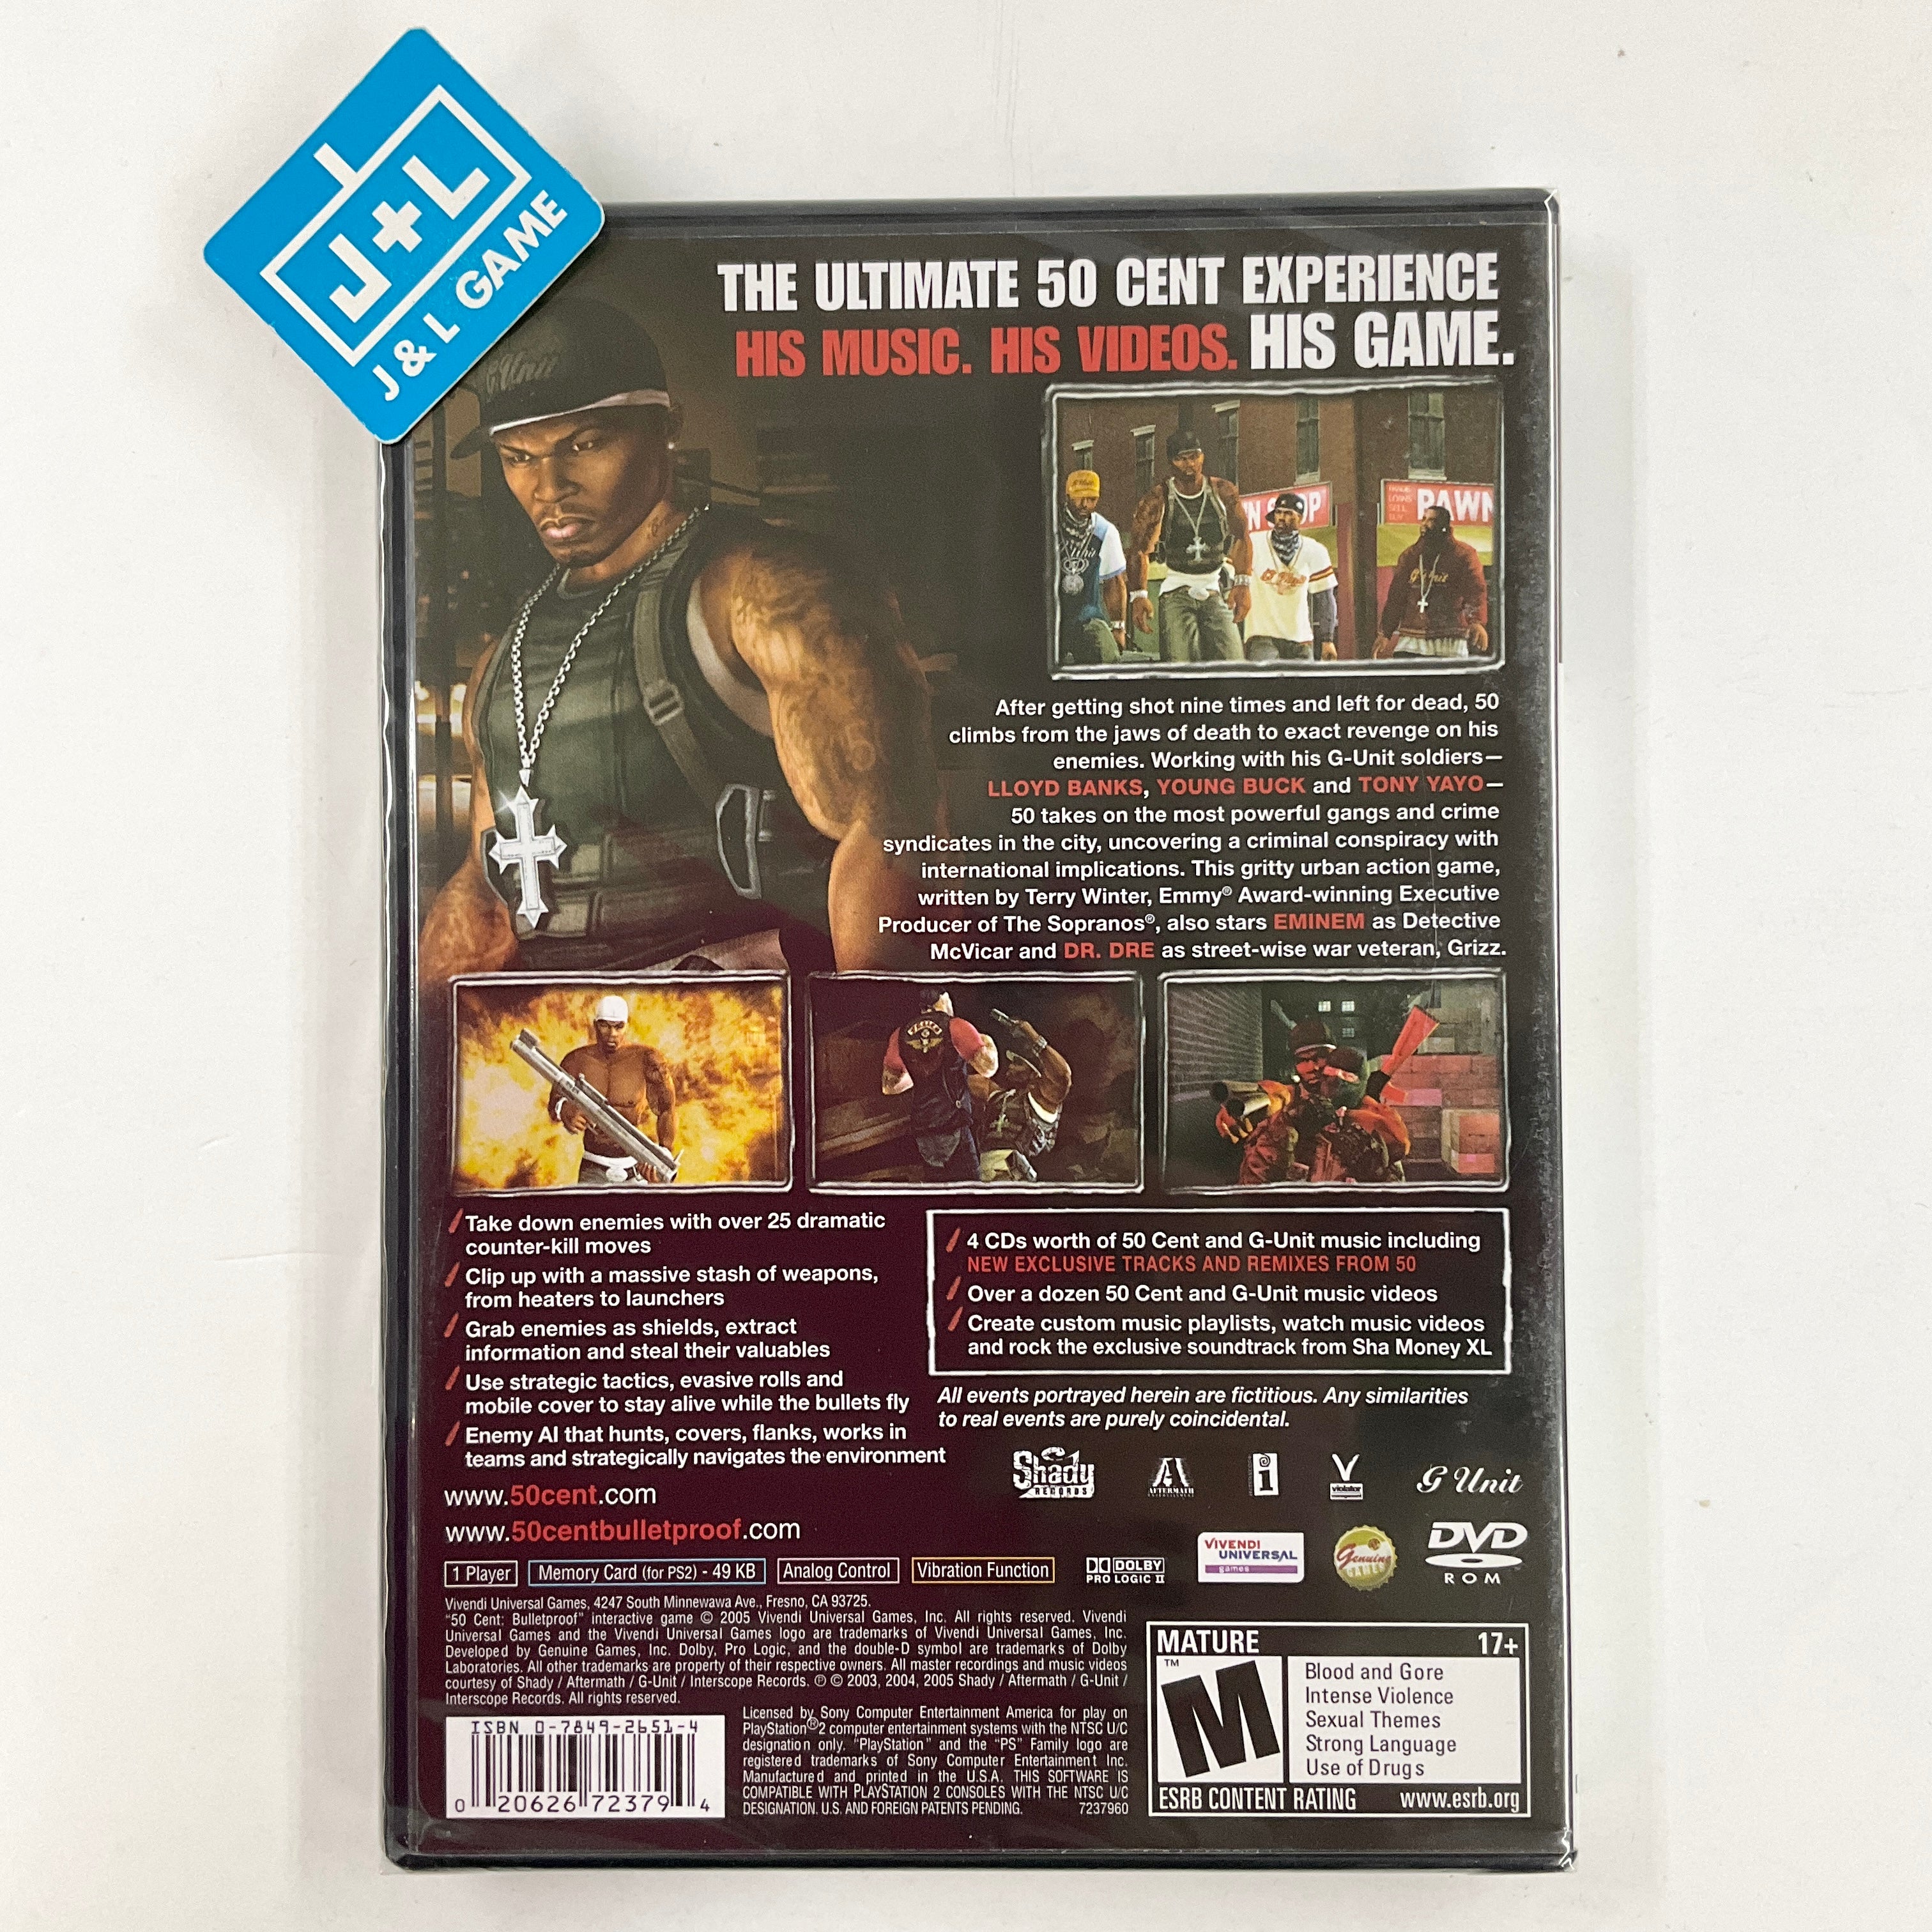 J+L
J & L GAME
THE ULTIMATE 50 CENT EXPERIENCE
HIS MUSIC. HIS VIDEOS. HIS GAME.
G Unit
N SHOP
PAWN
After getting shot nine times and left for dead, 50
climbs from the jaws of death to exact revenge on his
enemies. Working with his G-Unit soldiers—
LLOYD BANKS, YOUNG BUCK and TONY YAYO—
50 takes on the most powerful gangs and crime
syndicates in the city, uncovering a criminal conspiracy with
international implications. This gritty urban action game,
written by Terry Winter, Emmy® Award-winning Executive
Producer of The Sopranos®, also stars EMINEM as Detective
McVicar and DR. DRE as street-wise war veteran, Grizz.
Take down enemies with over 25 dramatic
counter-kill moves
Clip up with a massive stash of weapons,
from heaters to launchers
Grab enemies as shields, extract
information and steal their valuables
Use strategic tactics, evasive rolls and
mobile cover to stay alive while the bullets fly
Enemy AI that hunts, covers, flanks, works in
teams and strategically navigates the environment
4 CDs worth of 50 Cent and G-Unit music including
NEW EXCLUSIVE TRACKS AND REMIXES FROM 50
Over a dozen 50 Cent and G-Unit music videos
Create custom music playlists, watch music videos
and rock the exclusive soundtrack from Sha Money XL
All events portrayed herein are fictitious. Any similarities
to real events are purely coincidental.
Shady RECORDS
AFTERMATH ENTERTAINMENT
i
V violator
G Unit
www.50cent.com
www.50centbulletproof.com
1 Player
Memory Card (for PS2) - 49 KB
Analog Control
Vibration Function
DOLBY
PRO LOGIC II
VIVENDI UNIVERSAL games
Genuine GAMES
DVD ROM
Vivendi Universal Games, 4247 South Minnewawa Ave., Fresno, CA 93725.
"50 Cent: Bulletproof" interactive game © 2005 Vivendi Universal Games, Inc. All rights reserved. Vivendi
Universal Games and the Vivendi Universal Games logo are trademarks of Vivendi Universal Games, Inc.
Developed by Genuine Games, Inc. Dolby, Pro Logic, and the double-D symbol are trademarks of Dolby
Laboratories. All other trademarks are property of their respective owners. All master recordings and music videos
courtesy of Shady / Aftermath / G-Unit / Interscope Records. ℗ © 2003, 2004, 2005 Shady / Aftermath / G-Unit /
Interscope Records. All rights reserved.
ISBN 0-7849-2651-4
0 20626 72379 4
Licensed by Sony Computer Entertainment America for play on
PlayStation®2 computer entertainment systems with the NTSC U/C
designation only. "PlayStation" and the "PS" Family logo are
registered trademarks of Sony Computer Entertainment Inc.
Manufactured and printed in the U.S.A. THIS SOFTWARE IS
COMPATIBLE WITH PLAYSTATION 2 CONSOLES WITH THE NTSC U/C
DESIGNATION. U.S. AND FOREIGN PATENTS PENDING. 7237960
MATURE 17+
M™
Blood and Gore
Intense Violence
Sexual Themes
Strong Language
Use of Drugs
ESRB CONTENT RATING www.esrb.org